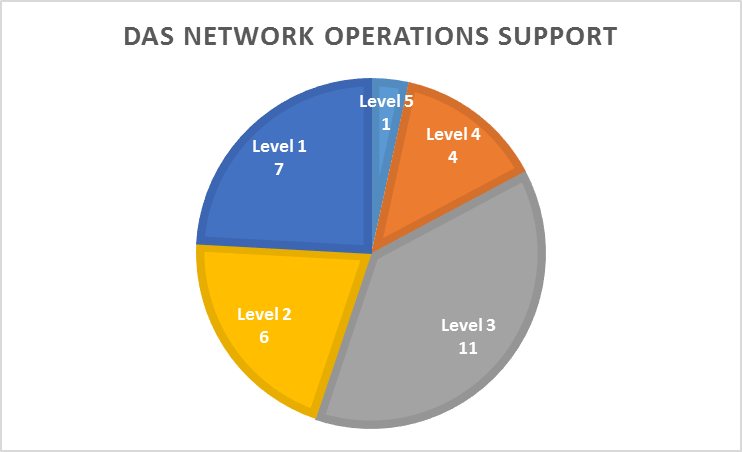 DAS NETWORK OPERATIONS SUPPORT
Level 5
1
Level 4
4
Level 3
11
Level 2
6
Level 1
7